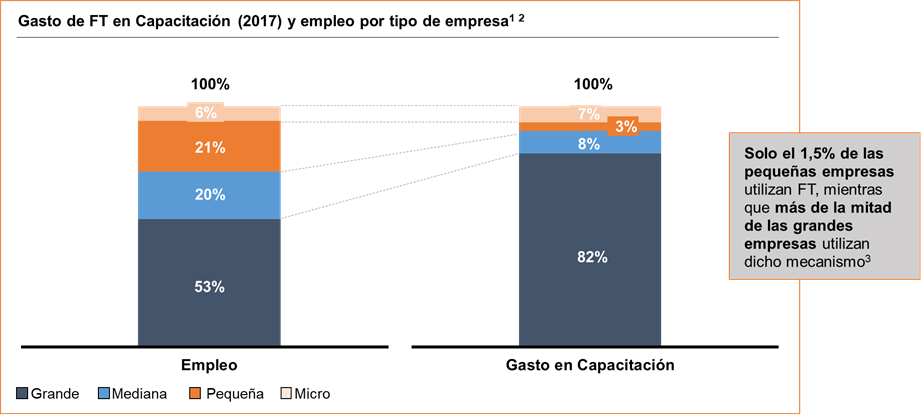 Gasto de FT en Capacitación (2017) y empleo por tipo de empresa¹ ²
100%
6%
21%
20%
53%
Empleo
100%
7%
3%
8%
82%
Gasto en Capacitación
Solo el 1,5% de las
pequeñas empresas
utilizan FT, mientras
que más de la mitad
de las grandes
empresas utilizan
dicho mecanismo³
Grande
Mediana
Pequeña
Micro